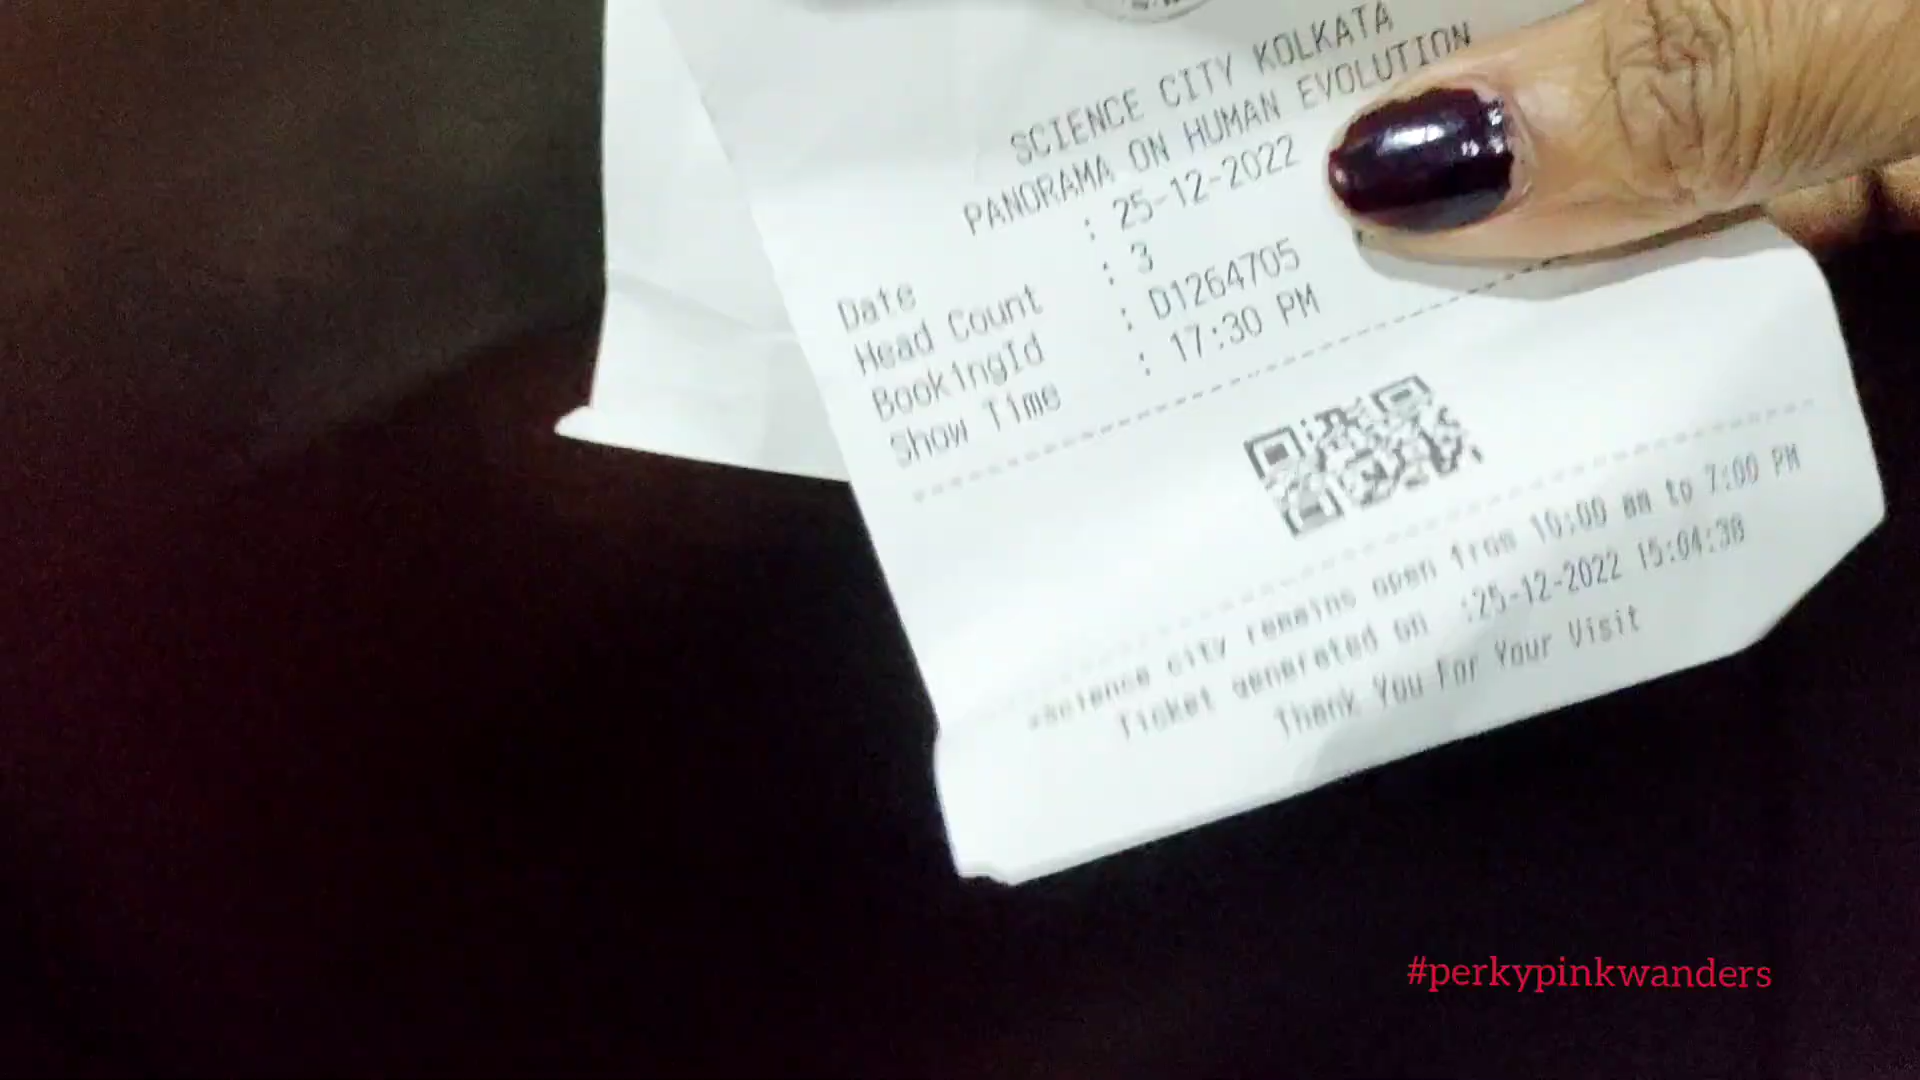 SCIENCE CITY KOLKATA
PANORAMA ON HUMAN EVOLUTION
Date : 25-12-2022
Head Count : 3
BookingId : D1264705
Show Time : 17:30 PM
science city remains open from 10:00 am to 7:00 PM
Ticket generated on :25-12-2022 15:04:30
Thank You For Your Visit
#perkypinkwanders